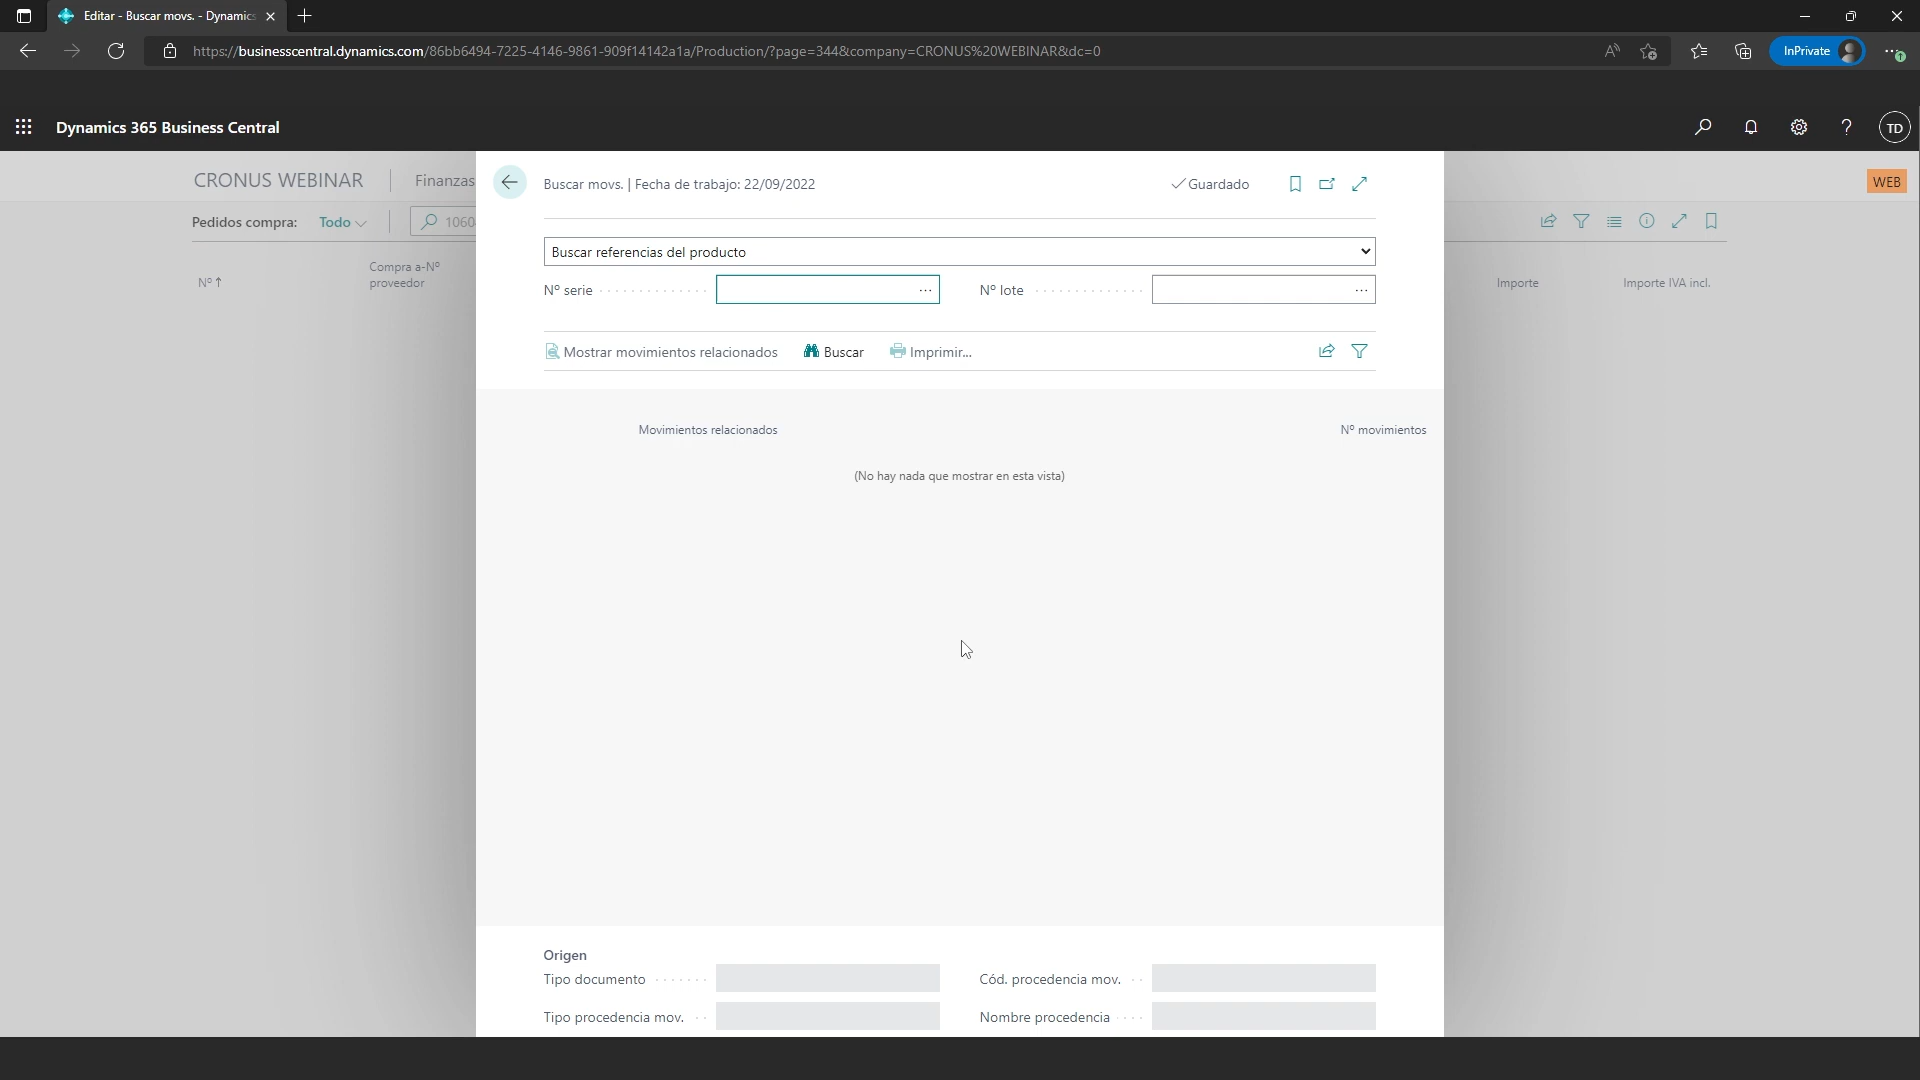 Editar - Buscar movs. - Dynamics
https://businesscentral.dynamics.com/86bb6494-7225-4146-9861-909f14142a1a/Production/?page=344&company=CRONUS%20WEBINAR&dc=0
InPrivate
Dynamics 365 Business Central
TD
CRONUS WEBINAR
Finanzas
WEB
Buscar movs. | Fecha de trabajo: 22/09/2022
Guardado
Pedidos compra:
Todo
1060
Buscar referencias del producto
Nº serie
Nº lote
Nº ↑
Compra a-Nº
proveedor
Importe
Importe IVA incl.
Mostrar movimientos relacionados
Buscar
Imprimir...
Movimientos relacionados
Nº movimientos
(No hay nada que mostrar en esta vista)
Origen
Tipo documento
Cód. procedencia mov.
Tipo procedencia mov.
Nombre procedencia